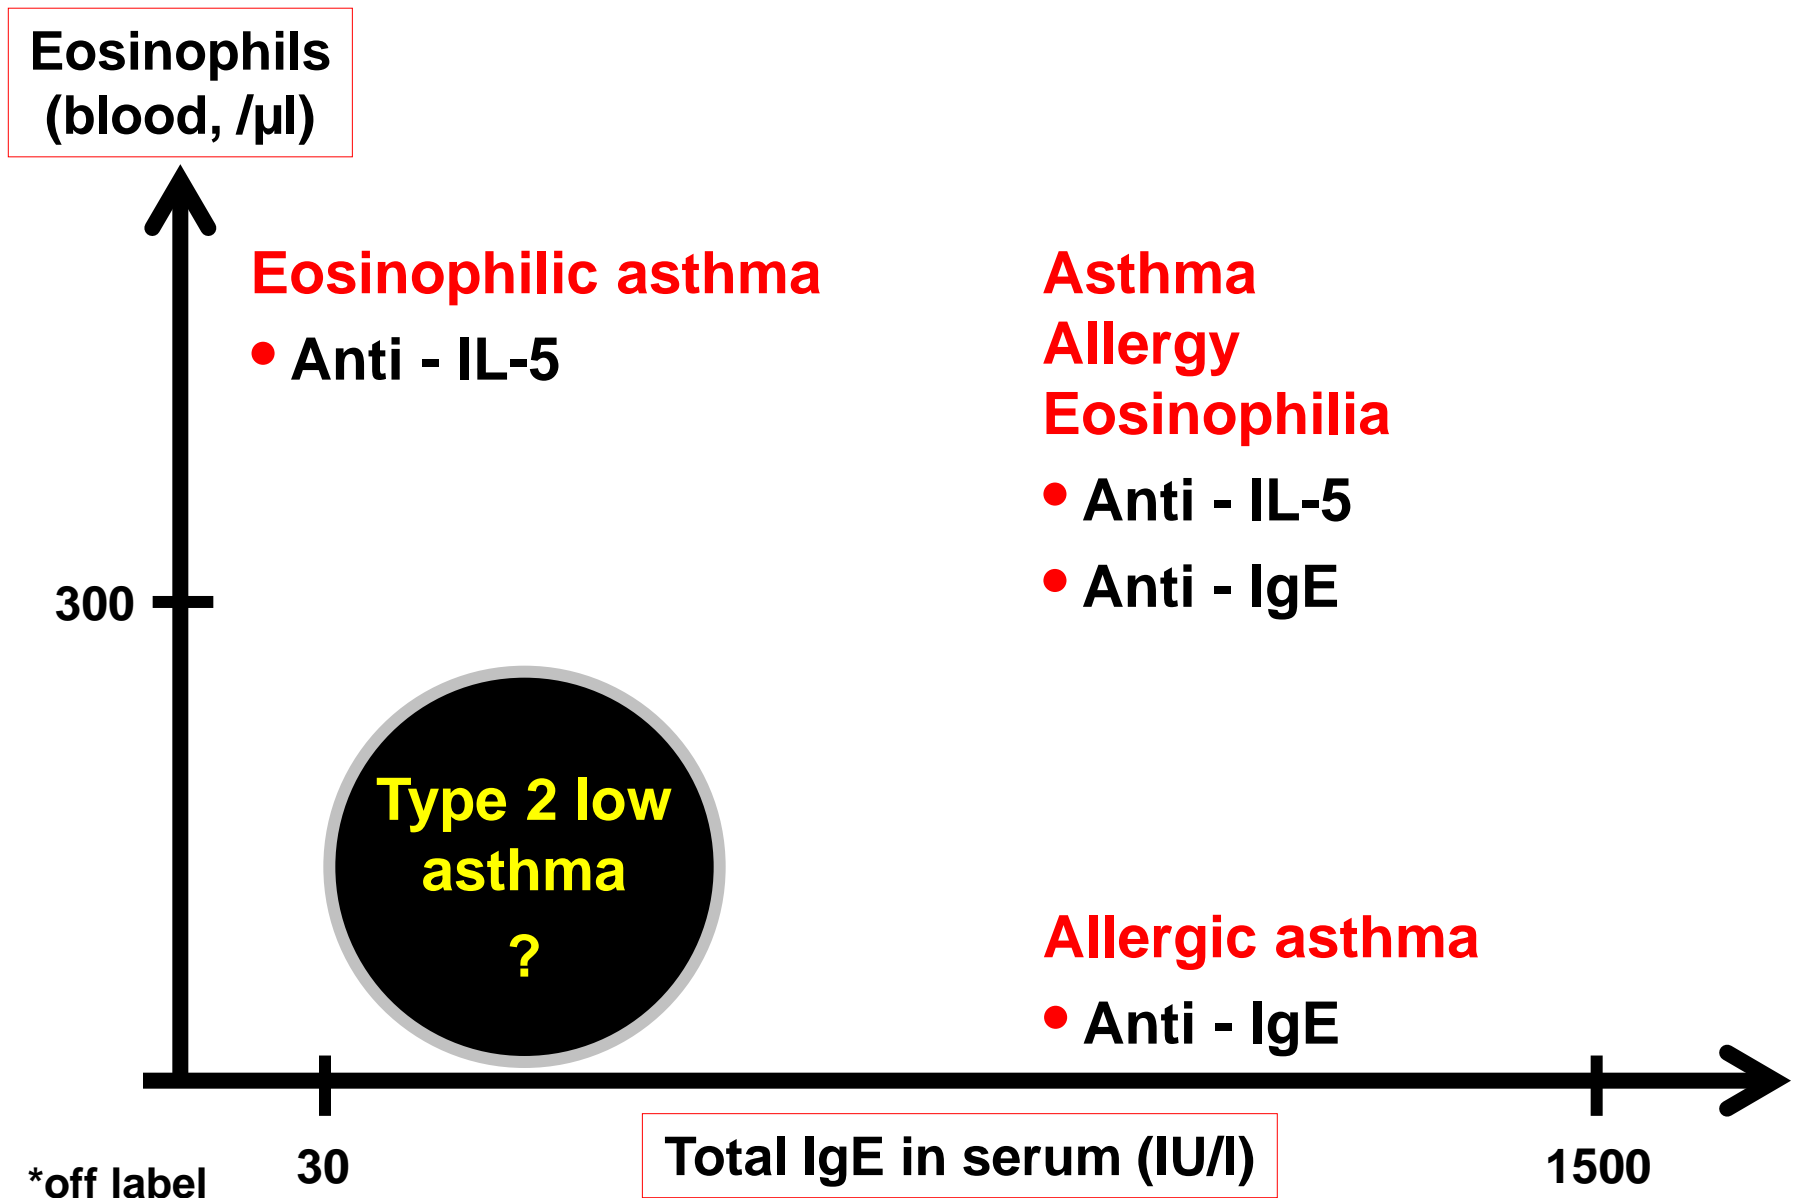 Eosinophils
(blood, /µl)
Eosinophilic asthma
• Anti - IL-5
Asthma
Allergy
Eosinophilia
• Anti - IL-5
• Anti - IgE
300
Type 2 low
asthma
?
Allergic asthma
• Anti - IgE
30
Total IgE in serum (IU/l)
1500
*off label